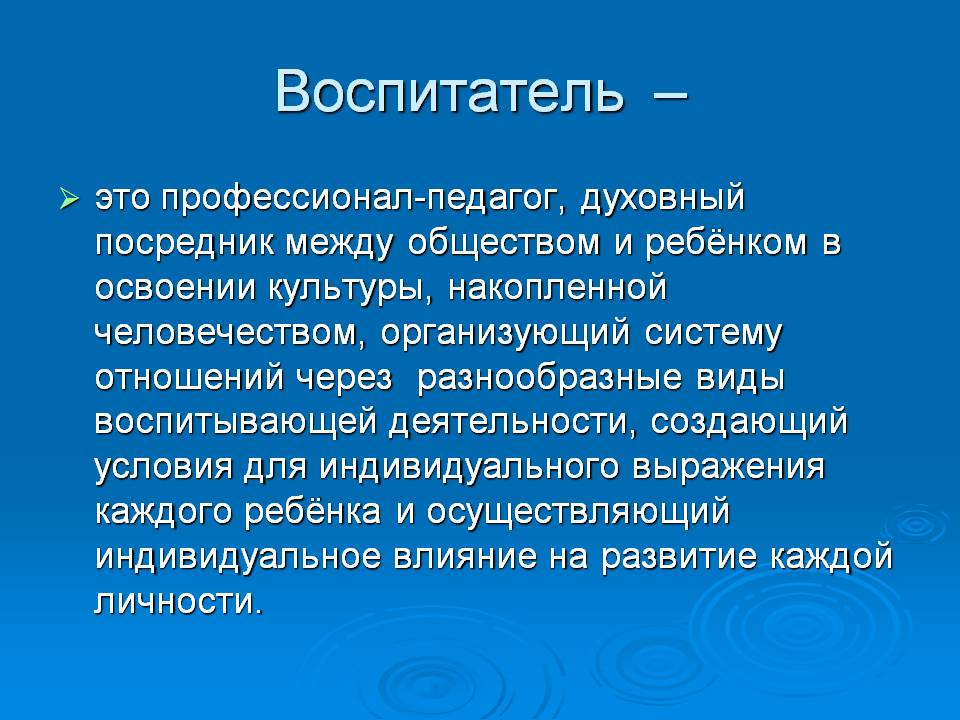 Воспитатель –
это профессионал-педагог, духовный
посредник между обществом и ребёнком в
освоении культуры, накопленной
человечеством, организующий систему
отношений через разнообразные виды
воспитывающей деятельности, создающий
условия для индивидуального выражения
каждого ребёнка и осуществляющий
индивидуальное влияние на развитие каждой
личности.